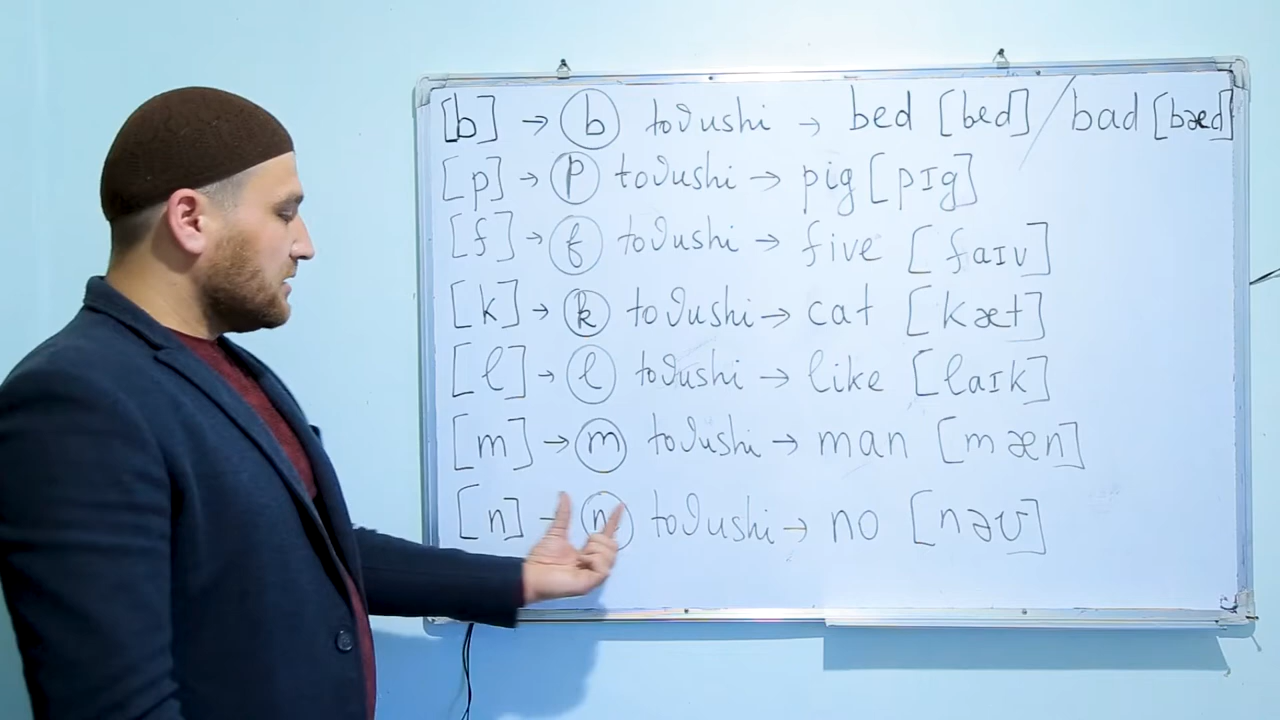 [b] → b tovushi → bed [bed] / bad [bæd]
[p] → p tovushi → pig [pɪg]
[f] → f tovushi → five [faɪv]
[k] → k tovushi → cat [kæt]
[l] → l tovushi → like [laɪk]
[m] → m tovushi → man [mæn]
[n] → n tovushi → no [nəʊ]